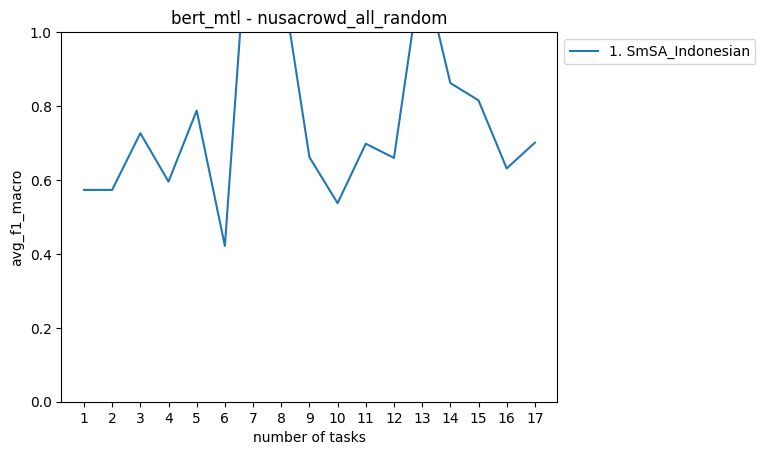 bert_mtl - nusacrowd_all_random
1. SmSA_Indonesian
avg_f1_macro
1.0
0.8
0.6
0.4
0.2
0.0
1 2 3 4 5 6 7 8 9 10 11 12 13 14 15 16 17
number of tasks